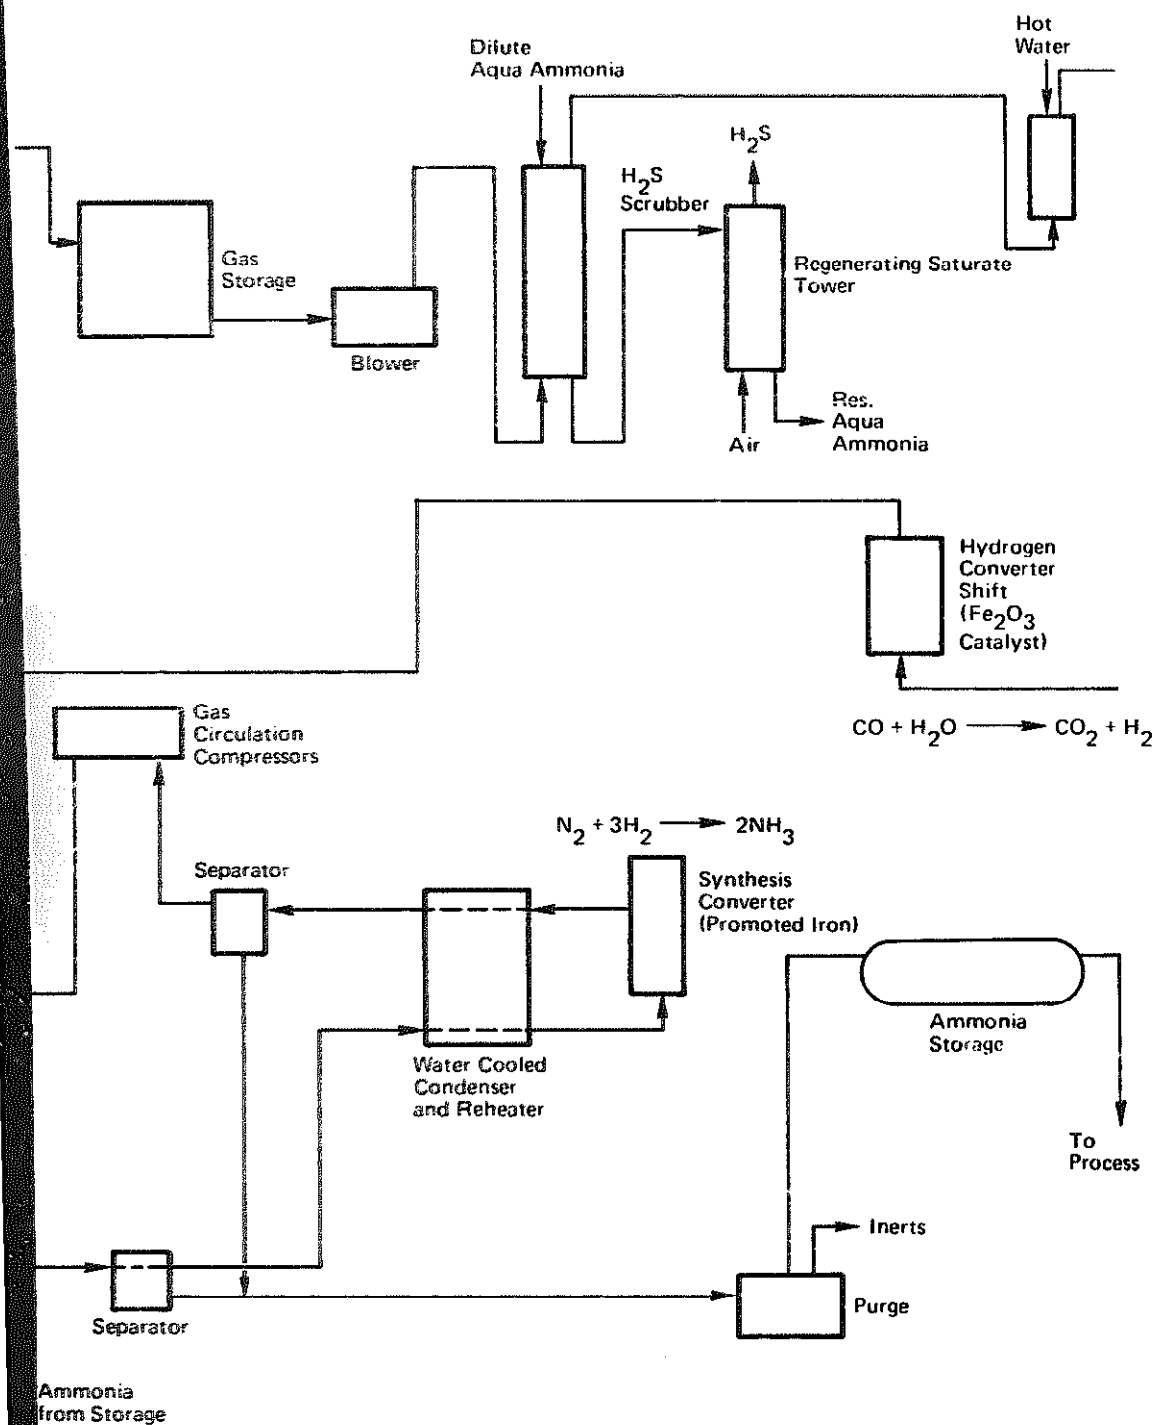 Hot
Water
Dilute
Aqua Ammonia
H2S
H2S
Scrubber
Gas
Storage
Regenerating Saturate
Tower
Blower
Air
Res.
Aqua
Ammonia
Hydrogen
Converter
Shift
(Fe2O3
Catalyst)
CO + H2O → CO2 + H2
Gas
Circulation
Compressors
N2 + 3H2 → 2NH3
Separator
Synthesis
Converter
(Promoted Iron)
Ammonia
Storage
Water Cooled
Condenser
and Reheater
To
Process
Inerts
Purge
Separator
Ammonia
from Storage